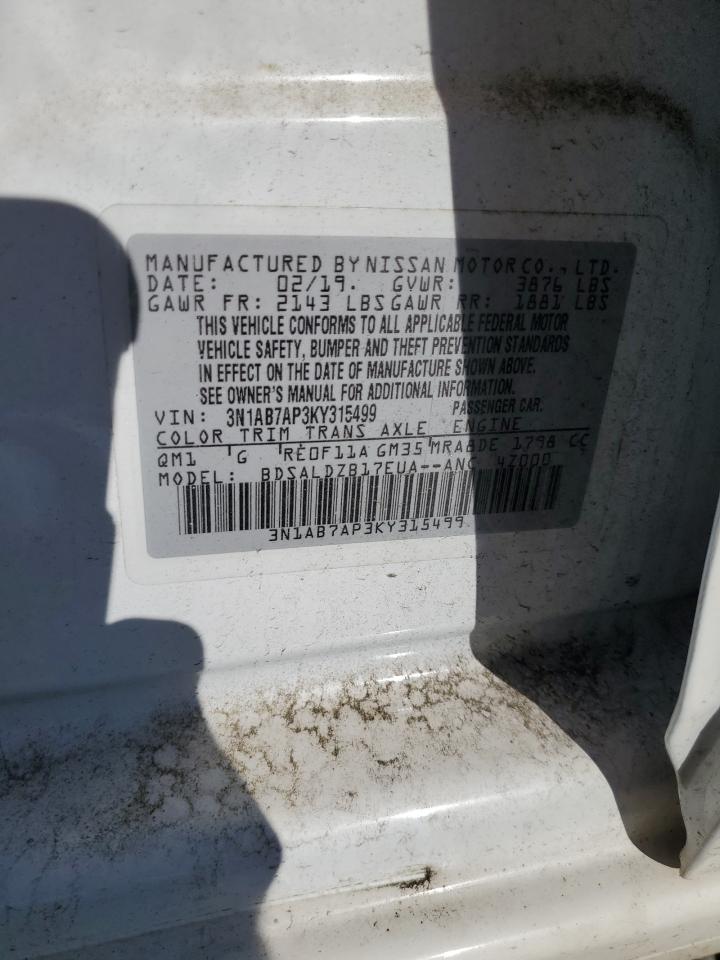 MANUFACTURED BY NISSAN MOTOR CO., LTD.
DATE: 02/19. GVWR: 3876 LBS
GAWR FR: 2143 LBS GAWR RR: 1881 LBS
THIS VEHICLE CONFORMS TO ALL APPLICABLE FEDERAL MOTOR
VEHICLE SAFETY, BUMPER AND THEFT PREVENTION STANDARDS
IN EFFECT ON THE DATE OF MANUFACTURE SHOWN ABOVE.
SEE OWNER'S MANUAL FOR ADDITIONAL INFORMATION.
VIN: 3N1AB7AP3KY315499 PASSENGER CAR.
COLOR TRIM TRANS AXLE ENGINE
QM1 G RE0F11A GM35 MRA8DE 1798 CC
MODEL: BDSALDZB17EUA--ANC 4Z000
3N1AB7AP3KY315499